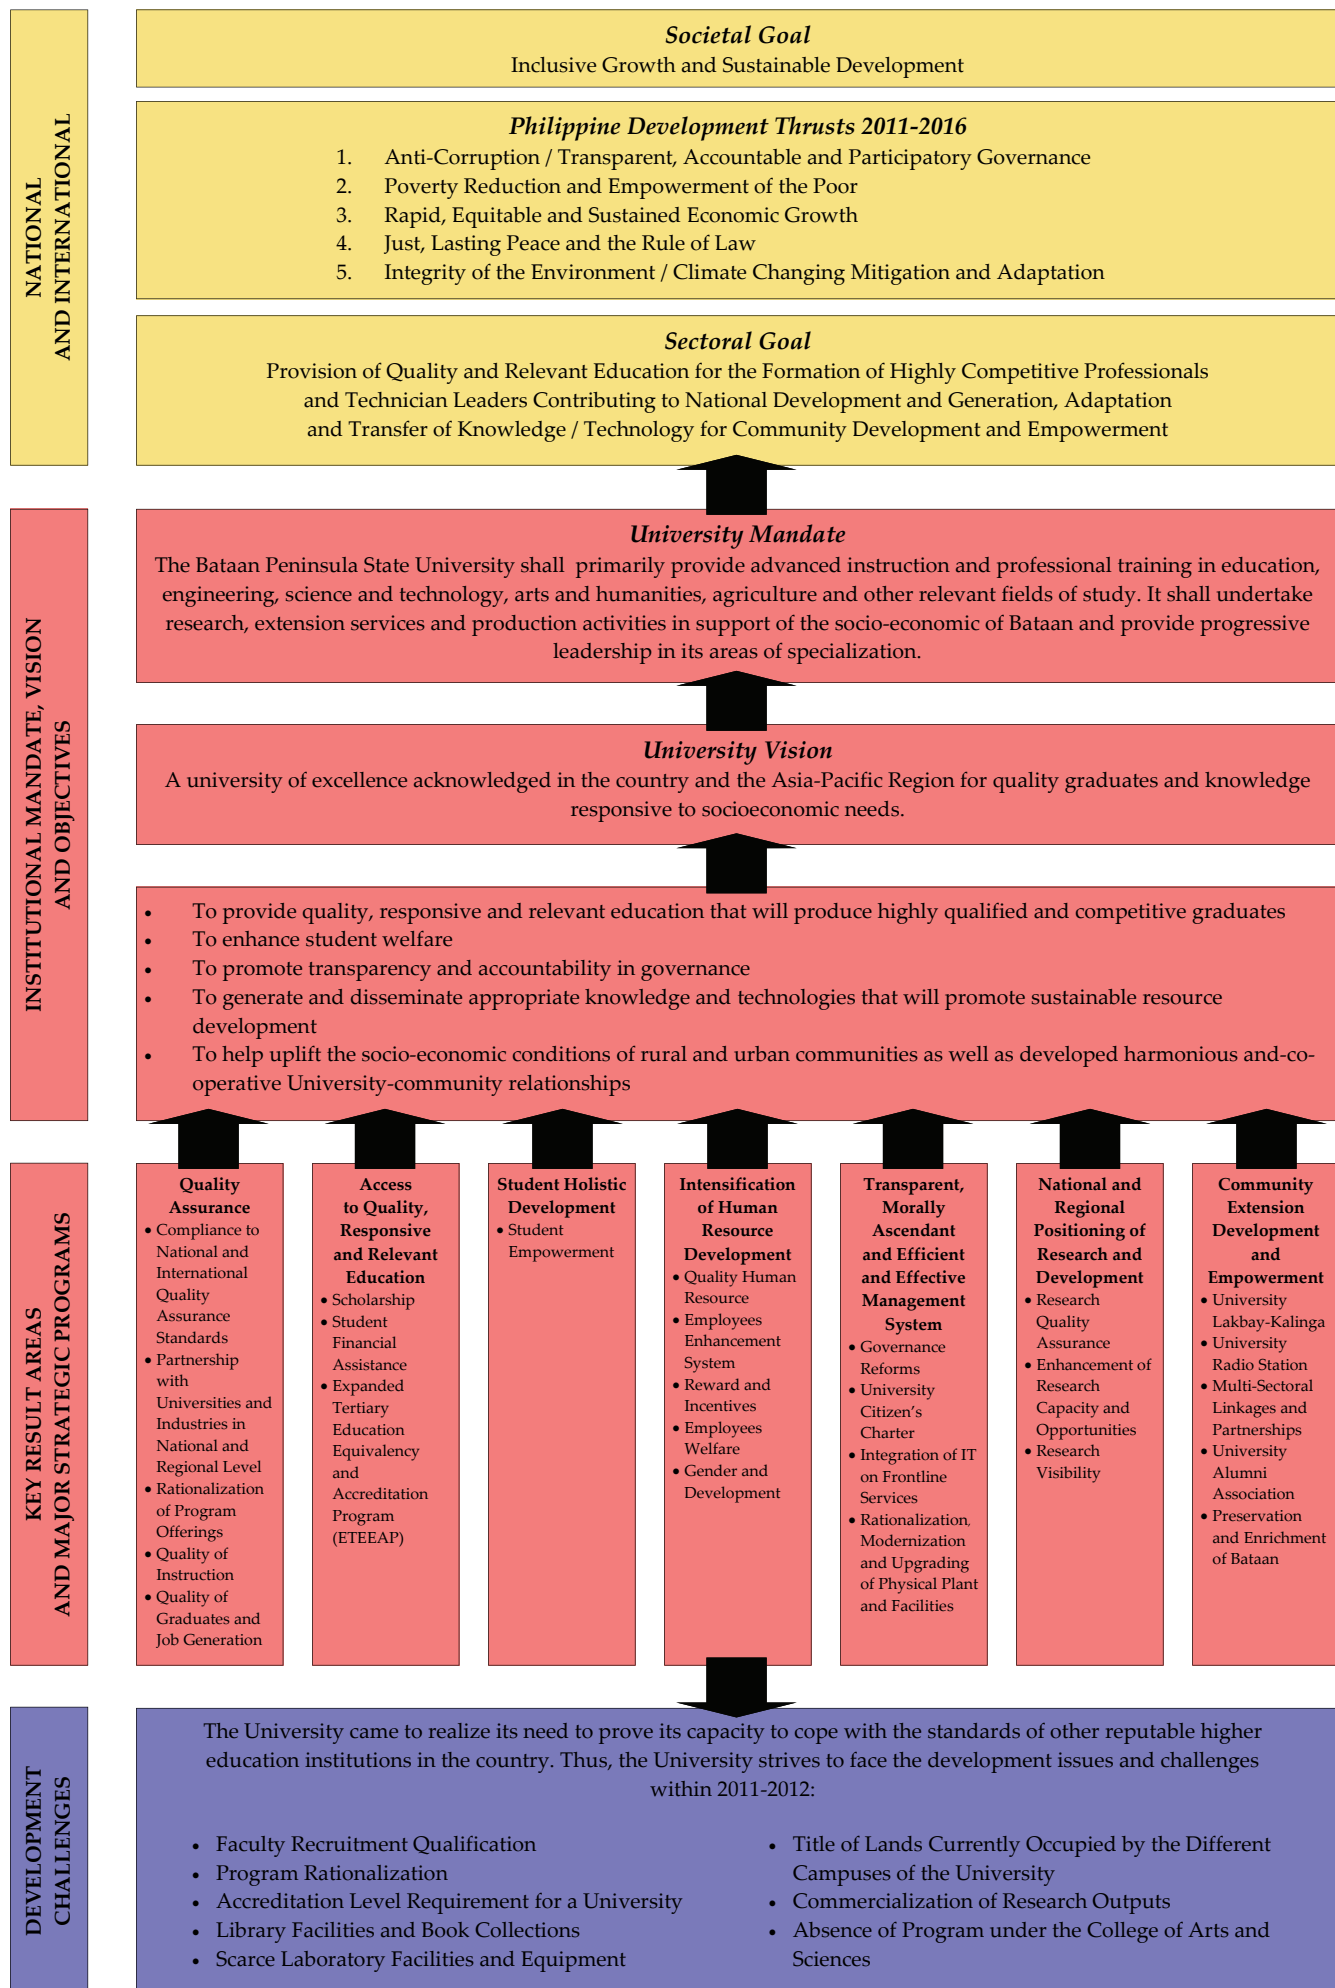 NATIONAL
AND INTERNATIONAL
Societal Goal
Inclusive Growth and Sustainable Development
Philippine Development Thrusts 2011-2016
1. Anti-Corruption / Transparent, Accountable and Participatory Governance
2. Poverty Reduction and Empowerment of the Poor
3. Rapid, Equitable and Sustained Economic Growth
4. Just, Lasting Peace and the Rule of Law
5. Integrity of the Environment / Climate Changing Mitigation and Adaptation
Sectoral Goal
Provision of Quality and Relevant Education for the Formation of Highly Competitive Professionals
and Technician Leaders Contributing to National Development and Generation, Adaptation
and Transfer of Knowledge / Technology for Community Development and Empowerment
INSTITUTIONAL MANDATE, VISION
AND OBJECTIVES
University Mandate
The Bataan Peninsula State University shall primarily provide advanced instruction and professional training in education,
engineering, science and technology, arts and humanities, agriculture and other relevant fields of study. It shall undertake
research, extension services and production activities in support of the socio-economic of Bataan and provide progressive
leadership in its areas of specialization.
University Vision
A university of excellence acknowledged in the country and the Asia-Pacific Region for quality graduates and knowledge
responsive to socioeconomic needs.
• To provide quality, responsive and relevant education that will produce highly qualified and competitive graduates
• To enhance student welfare
• To promote transparency and accountability in governance
• To generate and disseminate appropriate knowledge and technologies that will promote sustainable resource
development
• To help uplift the socio-economic conditions of rural and urban communities as well as developed harmonious and-co-
operative University-community relationships
KEY RESULT AREAS
AND MAJOR STRATEGIC PROGRAMS
Quality
Assurance
• Compliance to
National and
International
Quality
Assurance
Standards
• Partnership
with
Universities and
Industries in
National and
Regional Level
• Rationalization
of Program
Offerings
• Quality of
Instruction
• Quality of
Graduates and
Job Generation
Access
to Quality,
Responsive
and Relevant
Education
• Scholarship
• Student
Financial
Assistance
• Expanded
Tertiary
Education
Equivalency
and
Accreditation
Program
(ETEEAP)
Student Holistic
Development
• Student
Empowerment
Intensification
of Human
Resource
Development
• Quality Human
Resource
• Employees
Enhancement
System
• Reward and
Incentives
• Employees
Welfare
• Gender and
Development
Transparent,
Morally
Ascendant
and Efficient
and Effective
Management
System
• Governance
Reforms
• University
Citizen's
Charter
• Integration of IT
on Frontline
Services
• Rationalization,
Modernization
and Upgrading
of Physical Plant
and Facilities
National and
Regional
Positioning of
Research and
Development
• Research
Quality
Assurance
• Enhancement of
Research
Capacity and
Opportunities
• Research
Visibility
Community
Extension
Development
and
Empowerment
• University
Lakbay-Kalinga
• University
Radio Station
• Multi-Sectoral
Linkages and
Partnerships
• University
Alumni
Association
• Preservation
and Enrichment
of Bataan
DEVELOPMENT
CHALLENGES
The University came to realize its need to prove its capacity to cope with the standards of other reputable higher
education institutions in the country. Thus, the University strives to face the development issues and challenges
within 2011-2012:
• Faculty Recruitment Qualification
• Program Rationalization
• Accreditation Level Requirement for a University
• Library Facilities and Book Collections
• Scarce Laboratory Facilities and Equipment
• Title of Lands Currently Occupied by the Different
Campuses of the University
• Commercialization of Research Outputs
• Absence of Program under the College of Arts and
Sciences